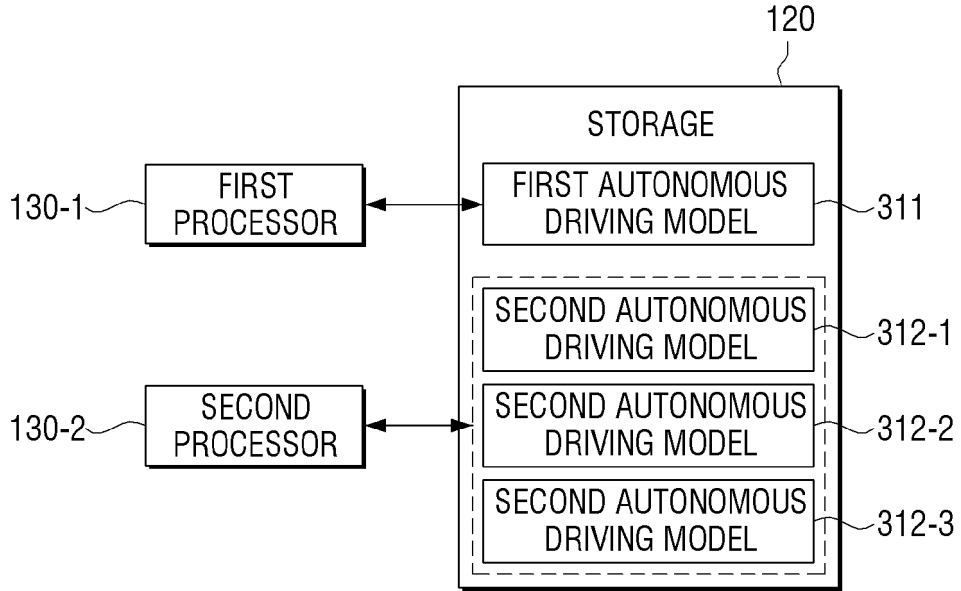 120
STORAGE
FIRST
PROCESSOR
130-1
FIRST AUTONOMOUS
DRIVING MODEL
311
SECOND AUTONOMOUS
DRIVING MODEL
312-1
SECOND
PROCESSOR
130-2
SECOND AUTONOMOUS
DRIVING MODEL
312-2
SECOND AUTONOMOUS
DRIVING MODEL
312-3